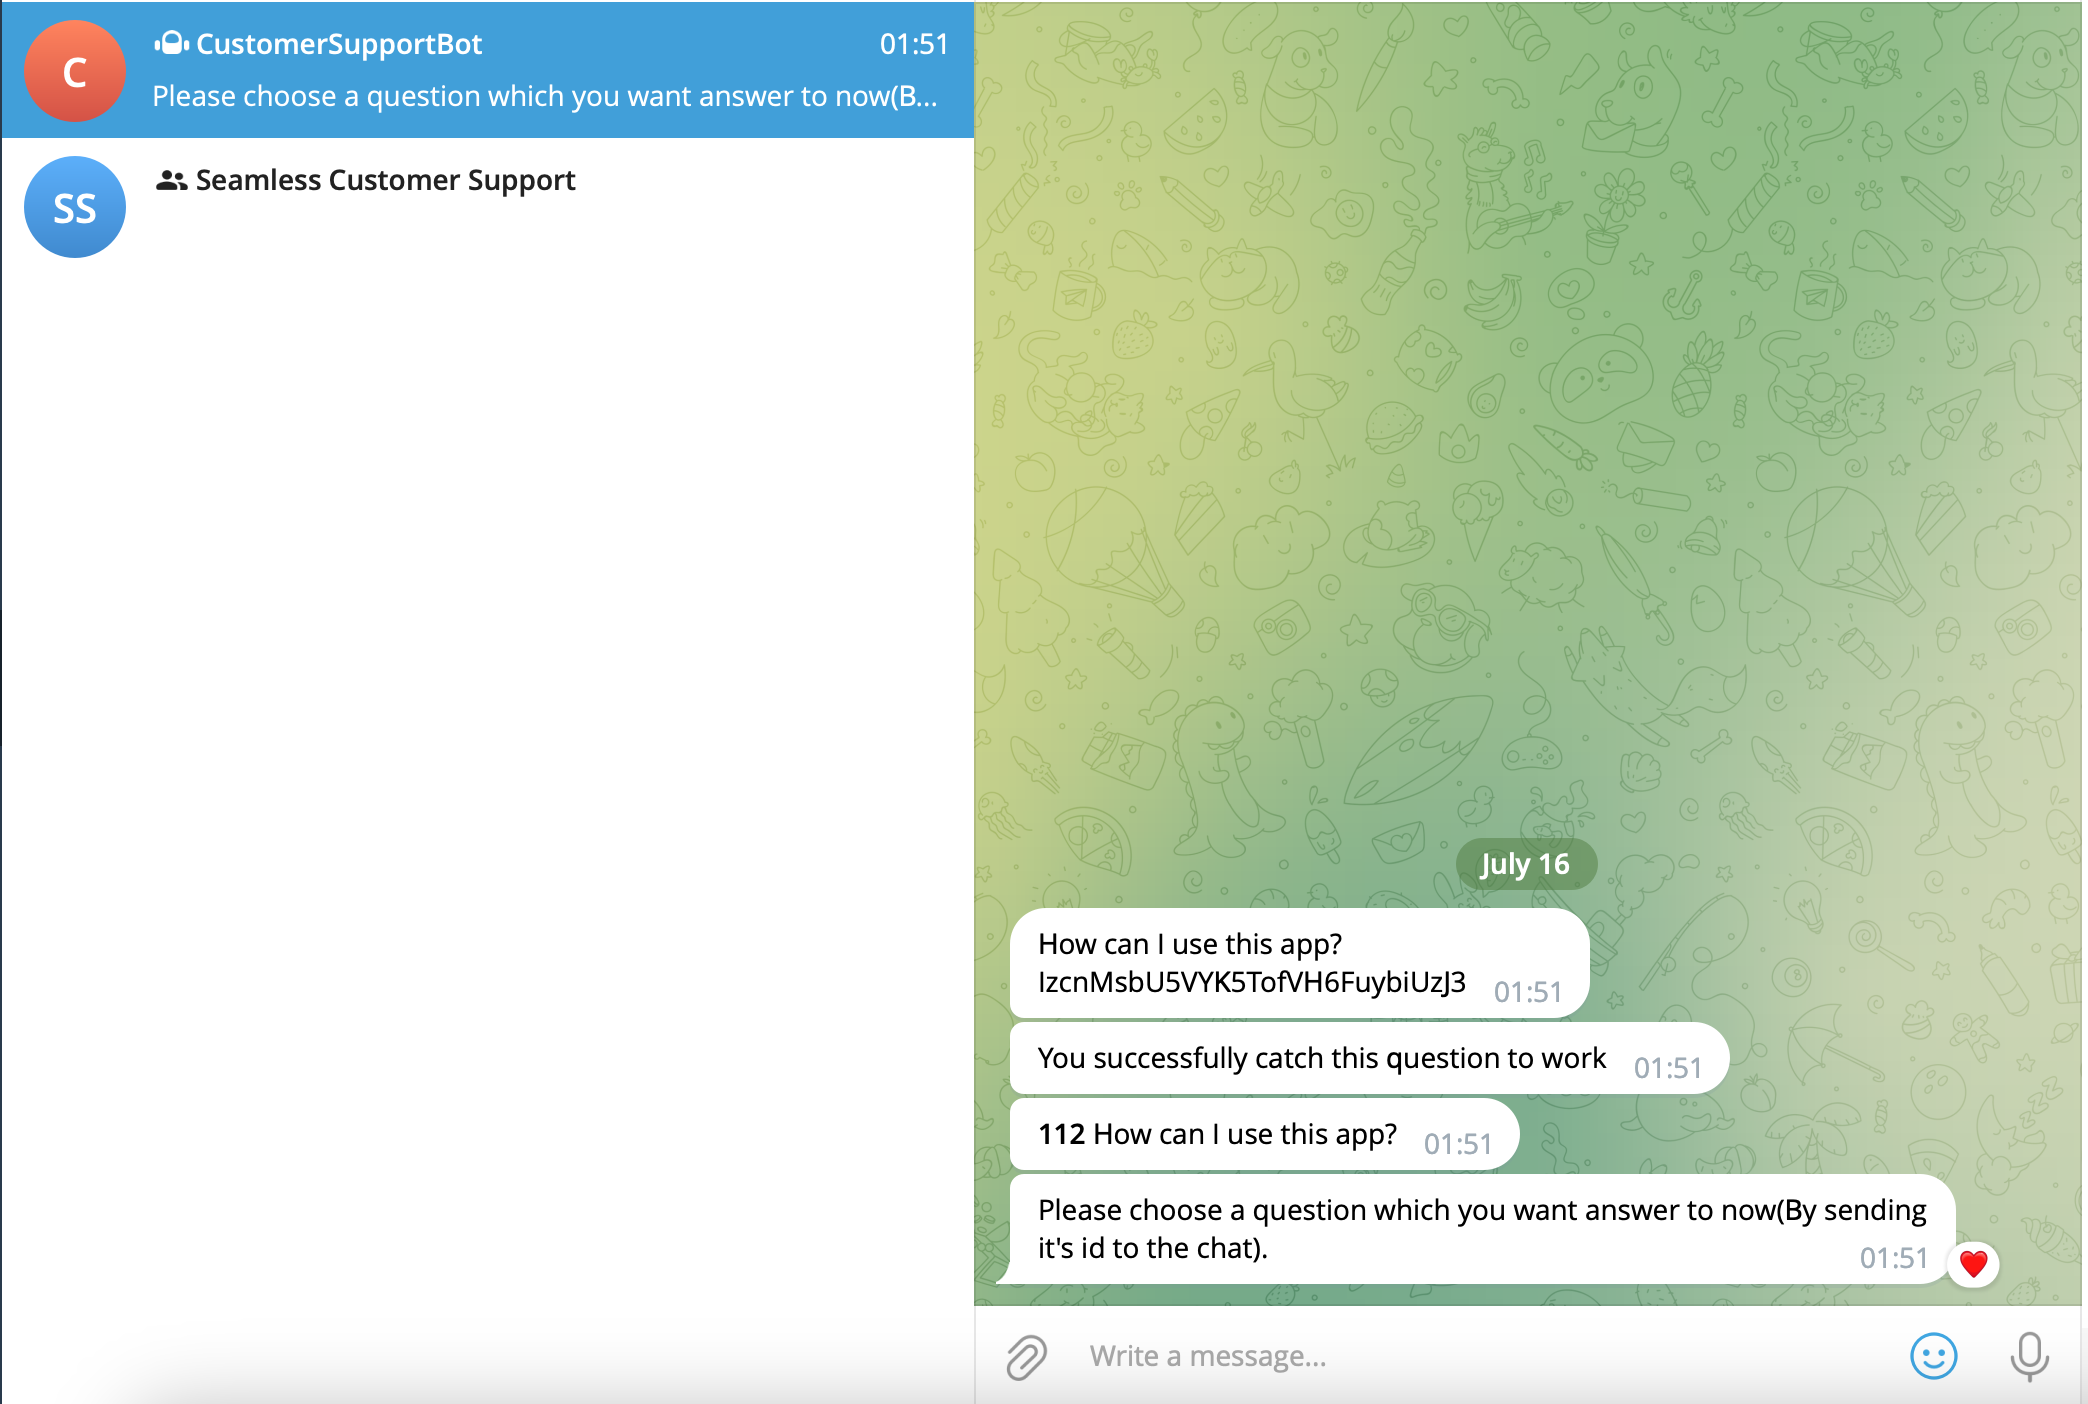 C
CustomerSupportBot
01:51
Please choose a question which you want answer to now(B...
SS
Seamless Customer Support
July 16
How can I use this app?
IzcnMsbU5VYK5TofVH6FuybiUzJ3
01:51
You successfully catch this question to work
01:51
112 How can I use this app?
01:51
Please choose a question which you want answer to now(By sending
it's id to the chat).
01:51
Write a message...